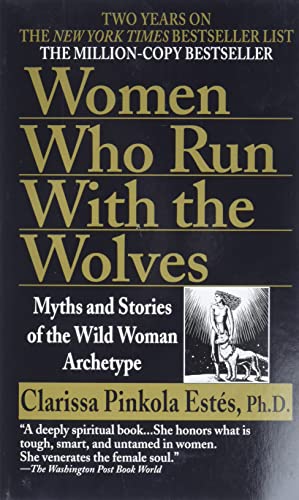 TWO YEARS ON
THE NEW YORK TIMES BESTSELLER LIST
THE MILLION-COPY BESTSELLER
Women
Who Run
With the
Wolves
Myths and Stories
of the Wild Woman
Archetype
Clarissa Pinkola Estés, Ph.D.
"A deeply spiritual book...She honors what is
tough, smart, and untamed in women.
She venerates the female soul."
—The Washington Post Book World